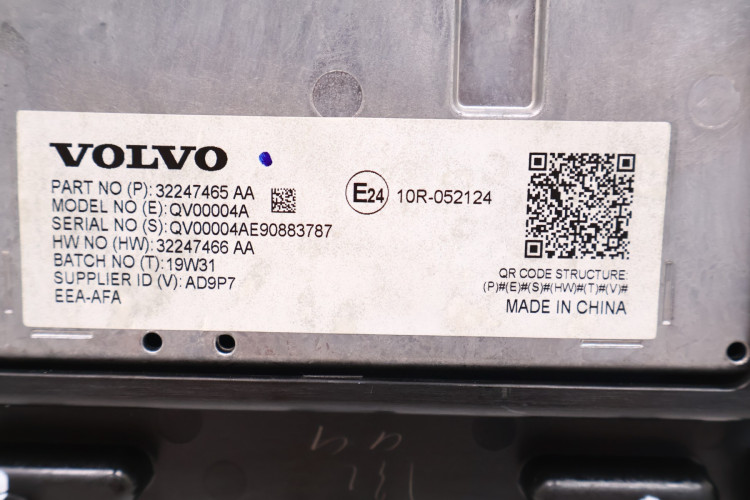 VOLVO
PART NO (P): 32247465 AA
MODEL NO (E): QV00004A
SERIAL NO (S): QV00004AE90883787
HW NO (HW): 32247466 AA
BATCH NO (T): 19W31
SUPPLIER ID (V): AD9P7
EEA-AFA
E24 10R-052124
QR CODE STRUCTURE:
(P)#(E)#(S)#(HW)#(T)#(V)#
MADE IN CHINA